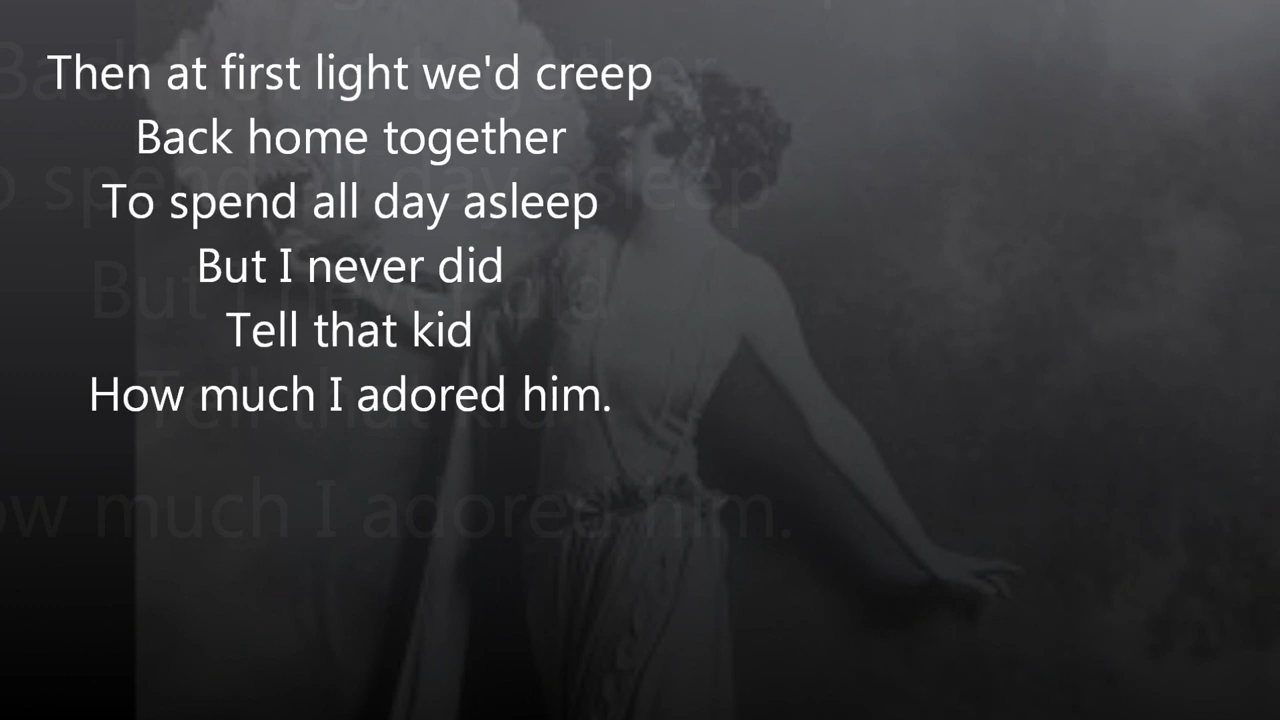 Then at first light we'd creep
Back home together
To spend all day asleep
But I never did
Tell that kid
How much I adored him.